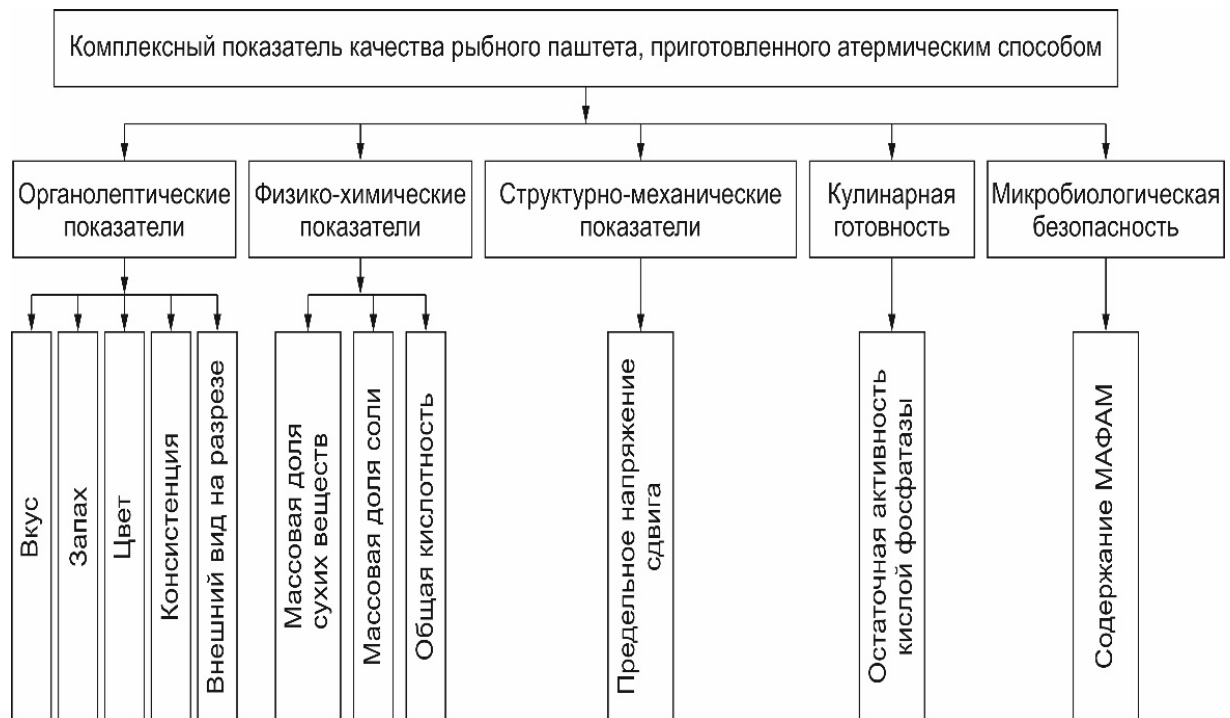 Комплексный показатель качества рыбного паштета, приготовленного атермическим способом
Органолептические
показатели
Физико-химические
показатели
Структурно-механические
показатели
Кулинарная
готовность
Микробиологическая
безопасность
Вкус
Запах
Цвет
Консистенция
Внешний вид на разрезе
Массовая доля
сухих веществ
Массовая доля соли
Общая кислотность
Предельное напряжение
сдвига
Остаточная активность
кислой фосфатазы
Содержание МАФАМ